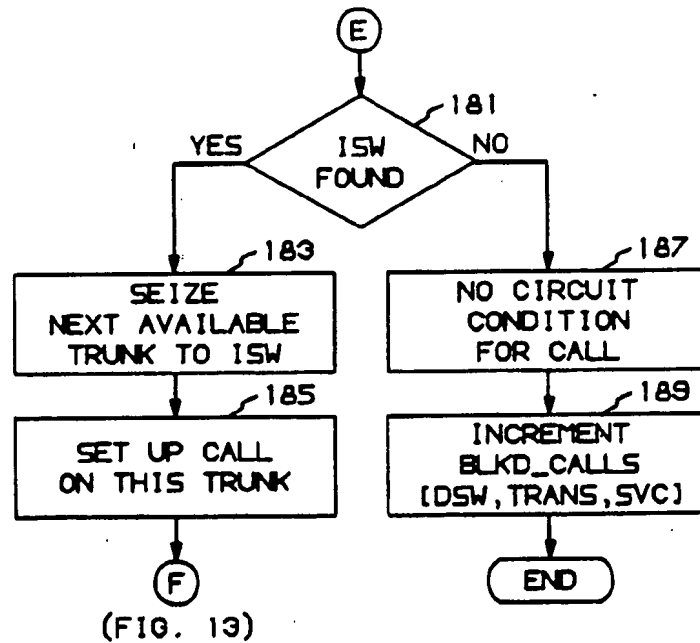 E
181
YES
ISW
FOUND
NO
183
SEIZE
NEXT AVAILABLE
TRUNK TO ISW
187
NO CIRCUIT
CONDITION
FOR CALL
185
SET UP CALL
ON THIS TRUNK
189
INCREMENT
BLKD_CALLS
[DSW,TRANS,SVC]
F
(FIG. 13)
END